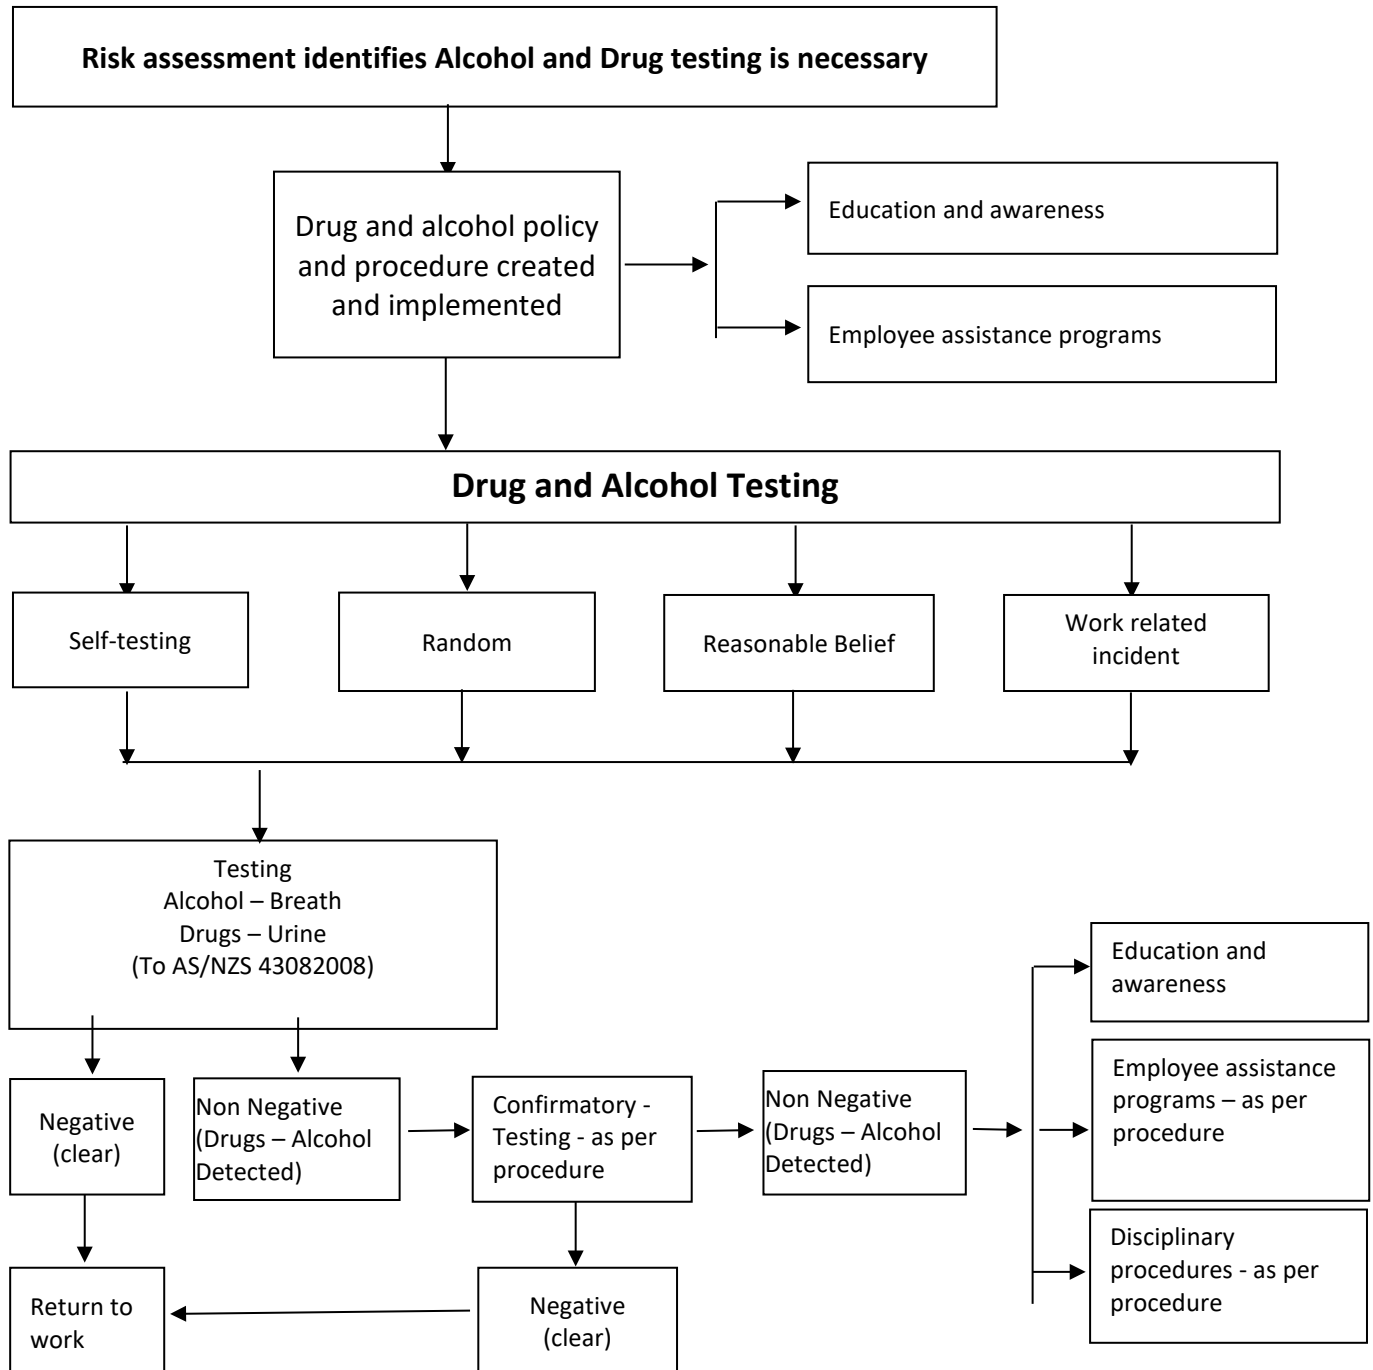 Risk assessment identifies Alcohol and Drug testing is necessary
Drug and alcohol policy
and procedure created
and implemented
Education and awareness
Employee assistance programs
Drug and Alcohol Testing
Self-testing
Random
Reasonable Belief
Work related
incident
Testing
Alcohol – Breath
Drugs – Urine
(To AS/NZS 43082008)
Negative
(clear)
Non Negative
(Drugs – Alcohol
Detected)
Confirmatory -
Testing - as per
procedure
Non Negative
(Drugs – Alcohol
Detected)
Education and
awareness
Employee assistance
programs – as per
procedure
Disciplinary
procedures - as per
procedure
Return to
work
Negative
(clear)